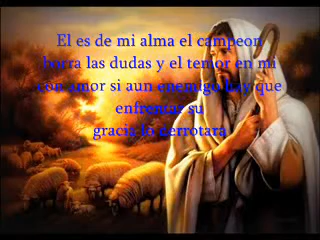 El es de mi alma el campeon
borra las dudas y el temor en mi
con amor si aun enemigo hay que
enfrentar su
gracia lo derrotara